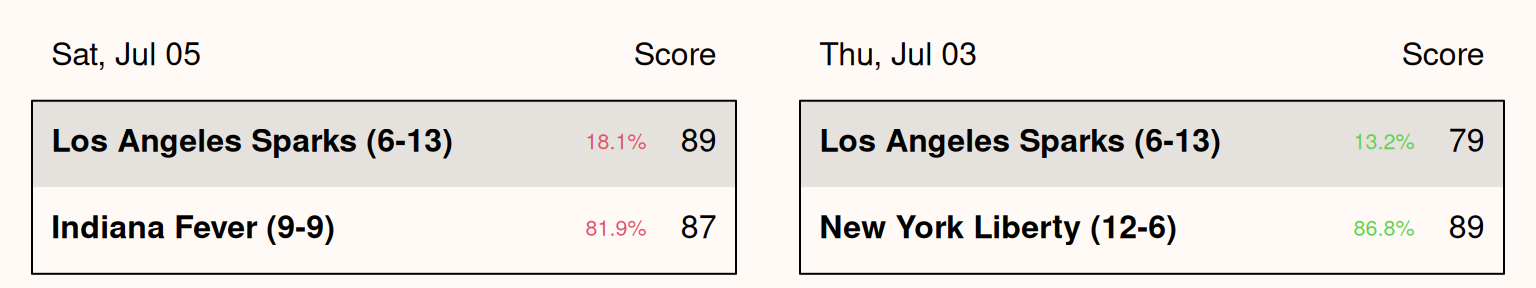 Sat, Jul 05 Score
Los Angeles Sparks (6-13) 18.1% 89
Indiana Fever (9-9) 81.9% 87
Thu, Jul 03 Score
Los Angeles Sparks (6-13) 13.2% 79
New York Liberty (12-6) 86.8% 89